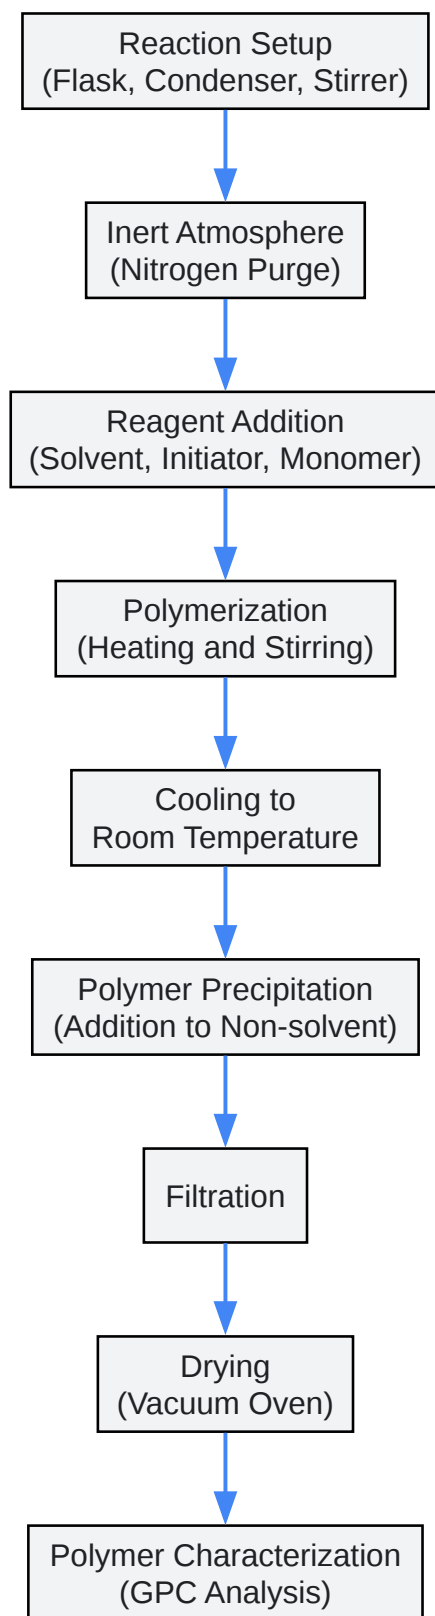 Reaction Setup
(Flask, Condenser, Stirrer)
Inert Atmosphere
(Nitrogen Purge)
Reagent Addition
(Solvent, Initiator, Monomer)
Polymerization
(Heating and Stirring)
Cooling to
Room Temperature
Polymer Precipitation
(Addition to Non-solvent)
Filtration
Drying
(Vacuum Oven)
Polymer Characterization
(GPC Analysis)